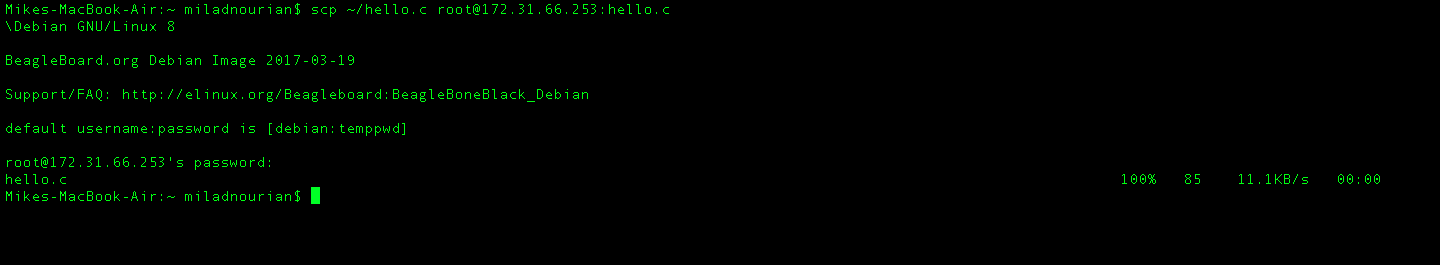 Mikes-MacBook-Air:~ miladnourian$ scp ~/hello.c root@172.31.66.253:hello.c
\Debian GNU/Linux 8
BeagleBoard.org Debian Image 2017-03-19
Support/FAQ: http://elinux.org/Beagleboard:BeagleBoneBlack_Debian
default username:password is [debian:temppwd]
root@172.31.66.253's password:
hello.c 100% 85 11.1KB/s 00:00
Mikes-MacBook-Air:~ miladnourian$